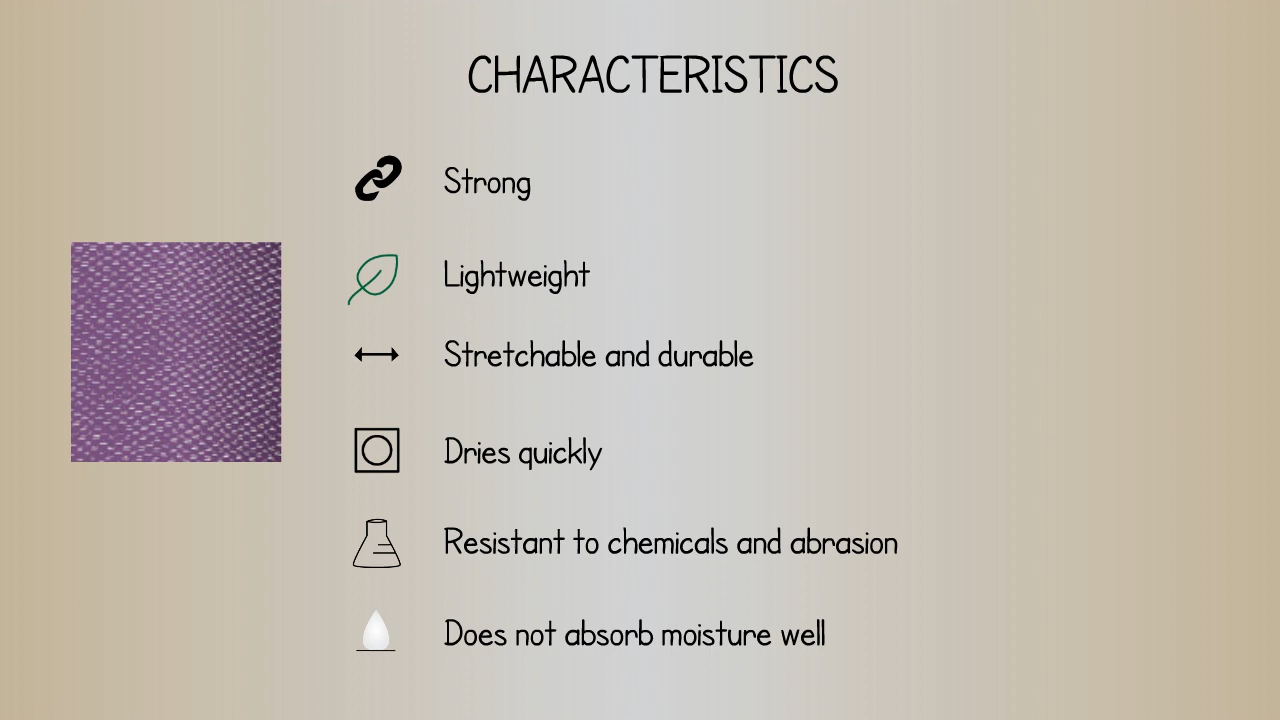 CHARACTERISTICS
Strong
Lightweight
Stretchable and durable
Dries quickly
Resistant to chemicals and abrasion
Does not absorb moisture well